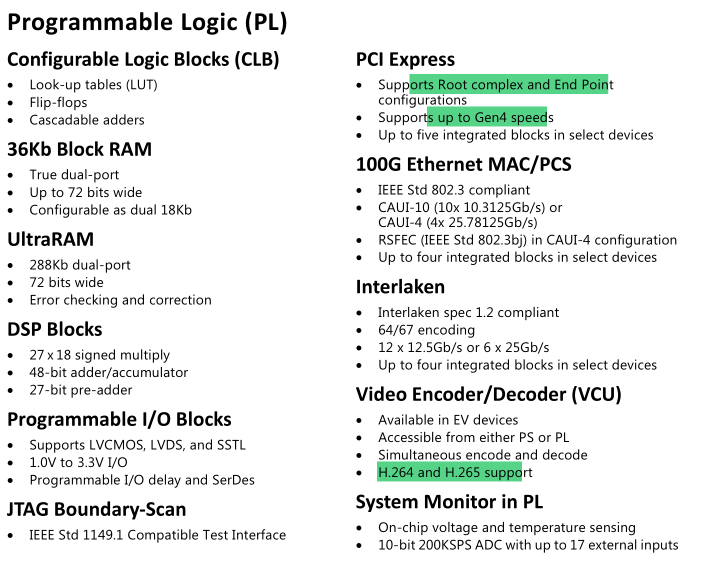 Programmable Logic (PL)
Configurable Logic Blocks (CLB)
• Look-up tables (LUT)
• Flip-flops
• Cascadable adders
36Kb Block RAM
• True dual-port
• Up to 72 bits wide
• Configurable as dual 18Kb
UltraRAM
• 288Kb dual-port
• 72 bits wide
• Error checking and correction
DSP Blocks
• 27 x 18 signed multiply
• 48-bit adder/accumulator
• 27-bit pre-adder
Programmable I/O Blocks
• Supports LVCMOS, LVDS, and SSTL
• 1.0V to 3.3V I/O
• Programmable I/O delay and SerDes
JTAG Boundary-Scan
• IEEE Std 1149.1 Compatible Test Interface
PCI Express
• Supports Root complex and End Point
configurations
• Supports up to Gen4 speeds
• Up to five integrated blocks in select devices
100G Ethernet MAC/PCS
• IEEE Std 802.3 compliant
• CAUI-10 (10x 10.3125Gb/s) or
CAUI-4 (4x 25.78125Gb/s)
• RSFEC (IEEE Std 802.3bj) in CAUI-4 configuration
• Up to four integrated blocks in select devices
Interlaken
• Interlaken spec 1.2 compliant
• 64/67 encoding
• 12 x 12.5Gb/s or 6 x 25Gb/s
• Up to four integrated blocks in select devices
Video Encoder/Decoder (VCU)
• Available in EV devices
• Accessible from either PS or PL
• Simultaneous encode and decode
• H.264 and H.265 support
System Monitor in PL
• On-chip voltage and temperature sensing
• 10-bit 200KSPS ADC with up to 17 external inputs